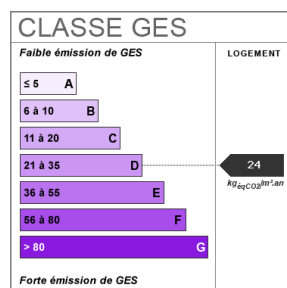 CLASSE GES
Faible émission de GES
LOGEMENT
≤ 5 A
6 à 10 B
11 à 20 C
21 à 35 D
24
kgéqCO2/m².an
36 à 55 E
56 à 80 F
> 80 G
Forte émission de GES